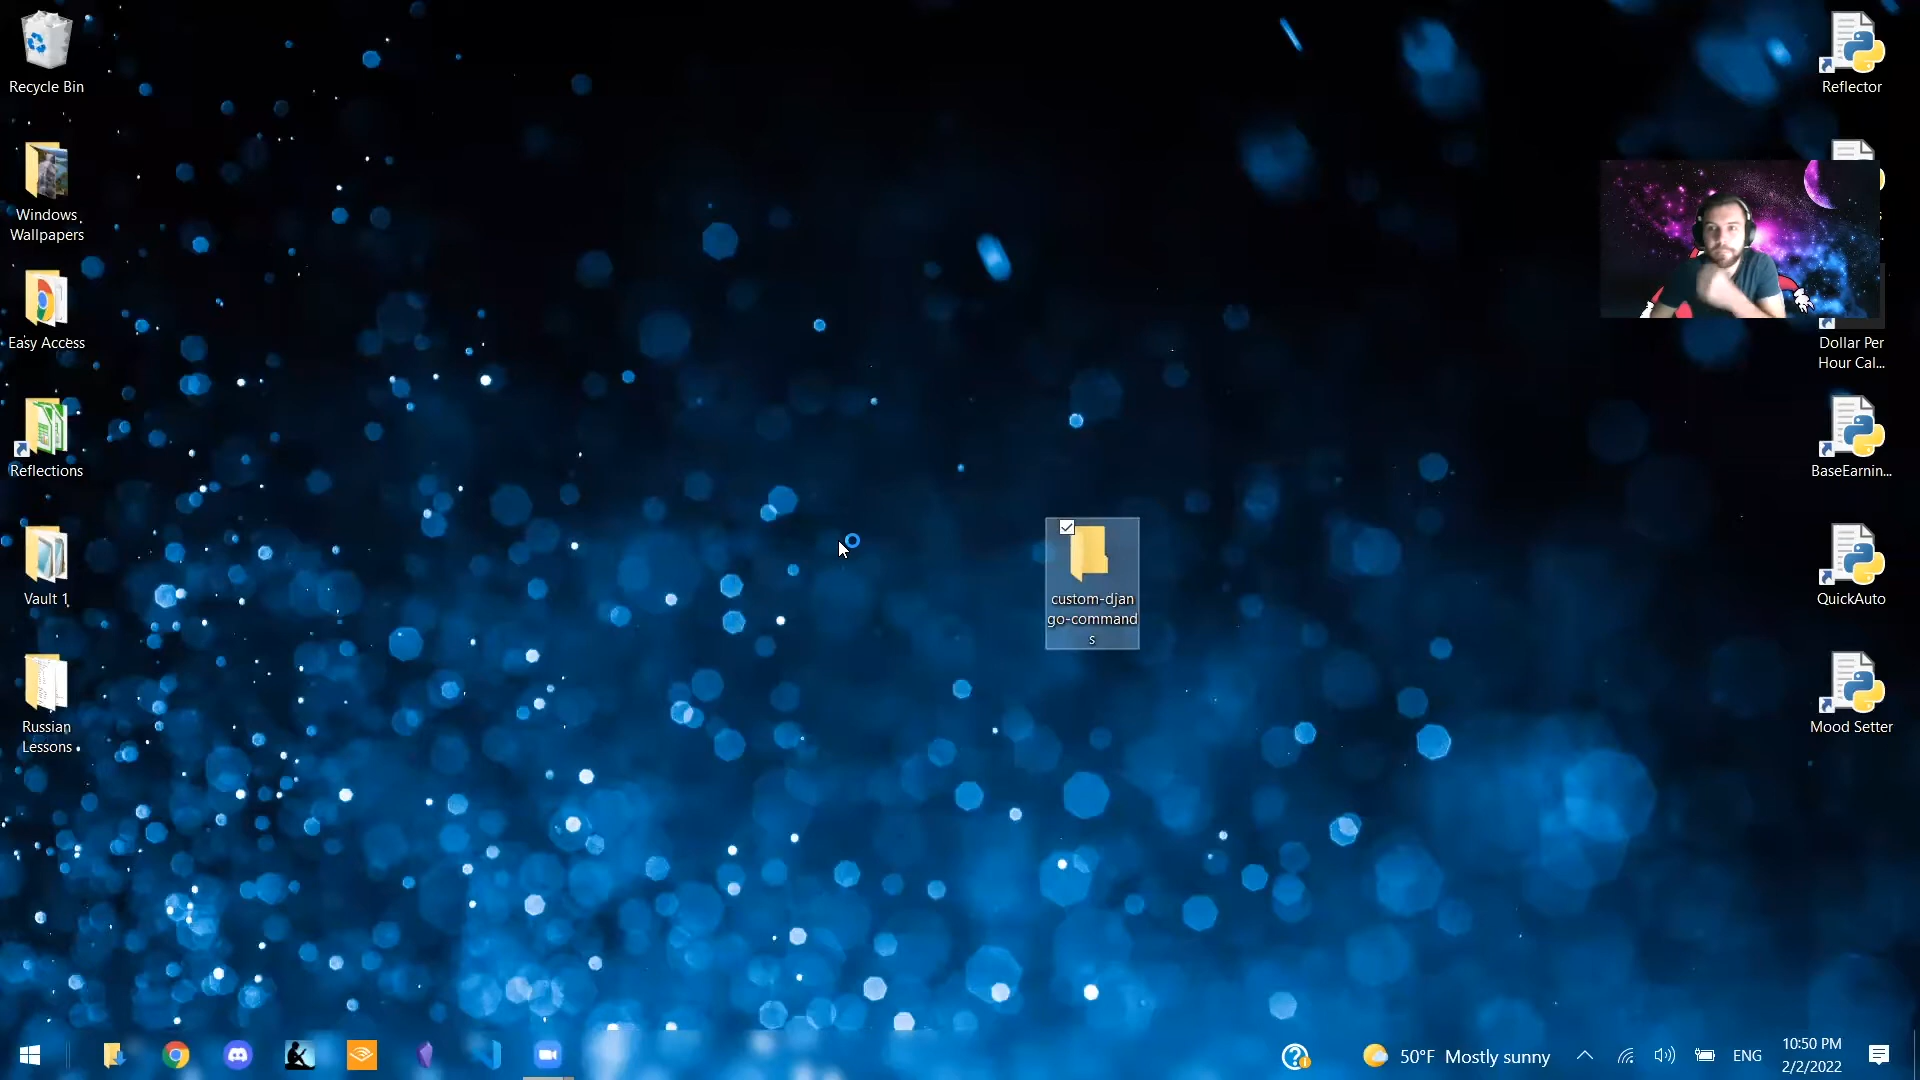 Recycle Bin
Windows
Wallpapers
Easy Access
Reflections
Vault 1
Russian
Lessons
custom-djan
go-command
s
Reflector
s
Dollar Per
Hour Cal...
BaseEarnin...
QuickAuto
Mood Setter
50°F Mostly sunny
ENG
10:50 PM
2/2/2022